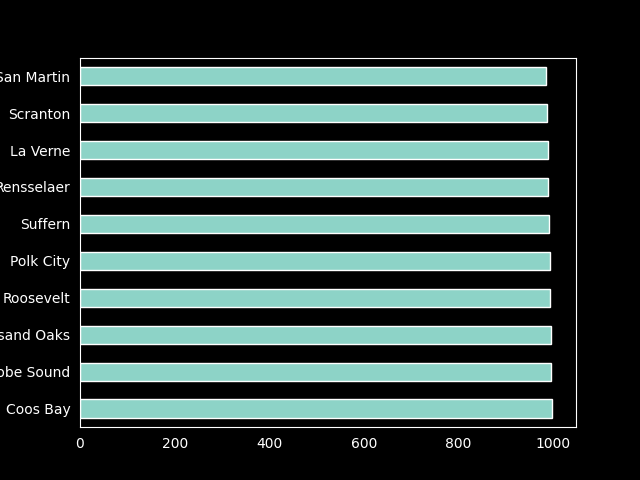 San Martin
Scranton
La Verne
Rensselaer
Suffern
Polk City
Roosevelt
sand Oaks
obe Sound
Coos Bay
0 200 400 600 800 1000